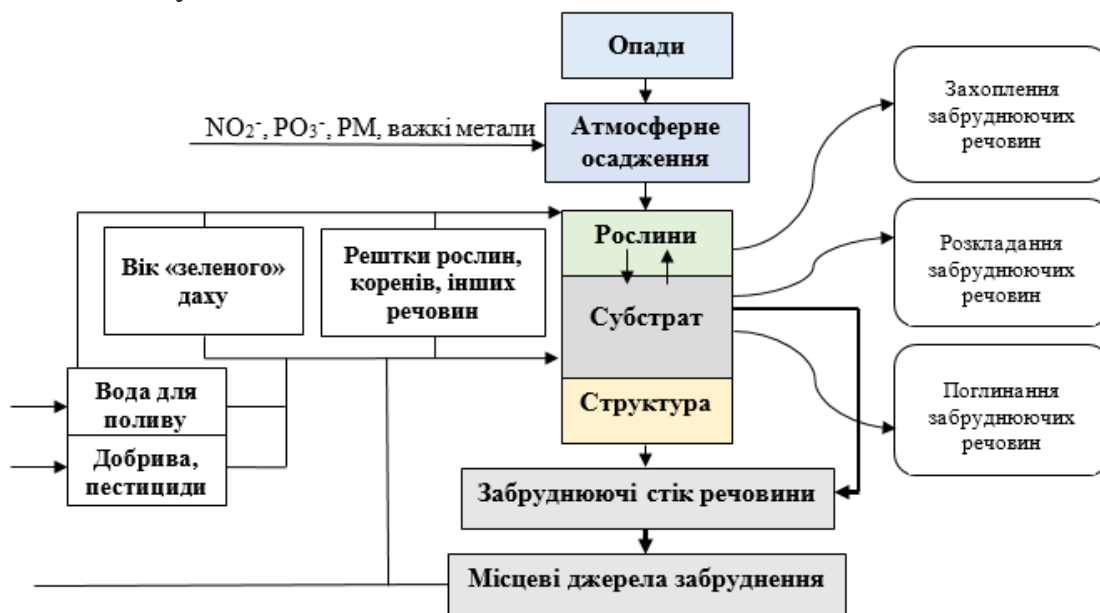 Опади
Захоплення
забруднюючих
речовин
NO₂⁻, PO₃⁻, PM, важкі метали
Атмосферне
осадження
Рослини
Розкладання
забруднюючих
речовин
Вік «зеленого»
даху
Рештки рослин,
коренів, інших
речовин
Субстрат
Вода для
поливу
Структура
Поглинання
забруднюючих
речовин
Добрива,
пестициди
Забруднюючі стік речовини
Місцеві джерела забруднення